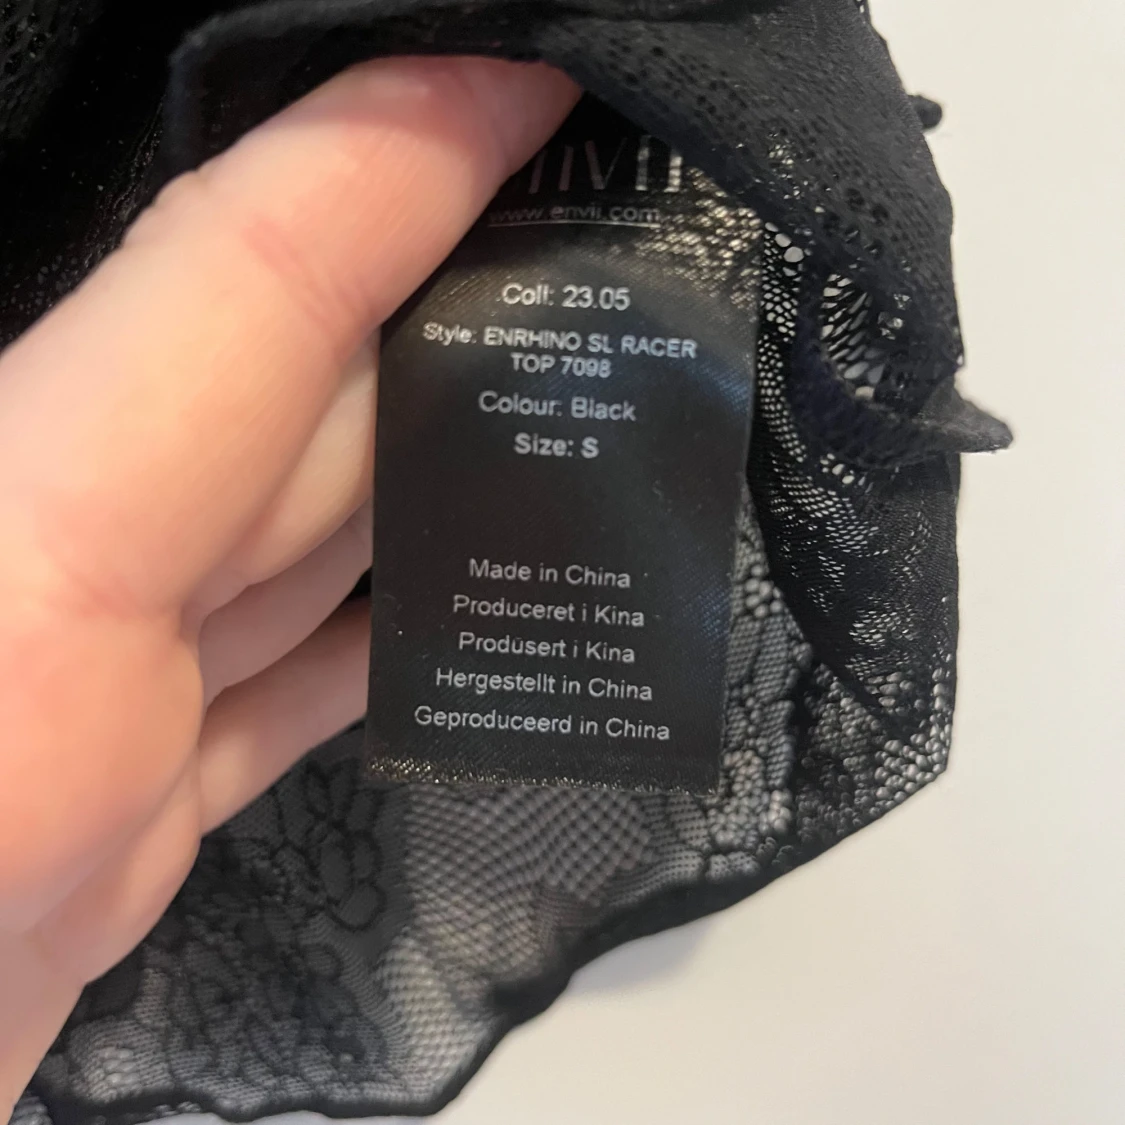 www.envii.com
Coll: 23.05
Style: ENRHINO SL RACER
TOP 7098
Colour: Black
Size: S
Made in China
Produceret i Kina
Produsert i Kina
Hergestellt in China
Geproduceerd in China